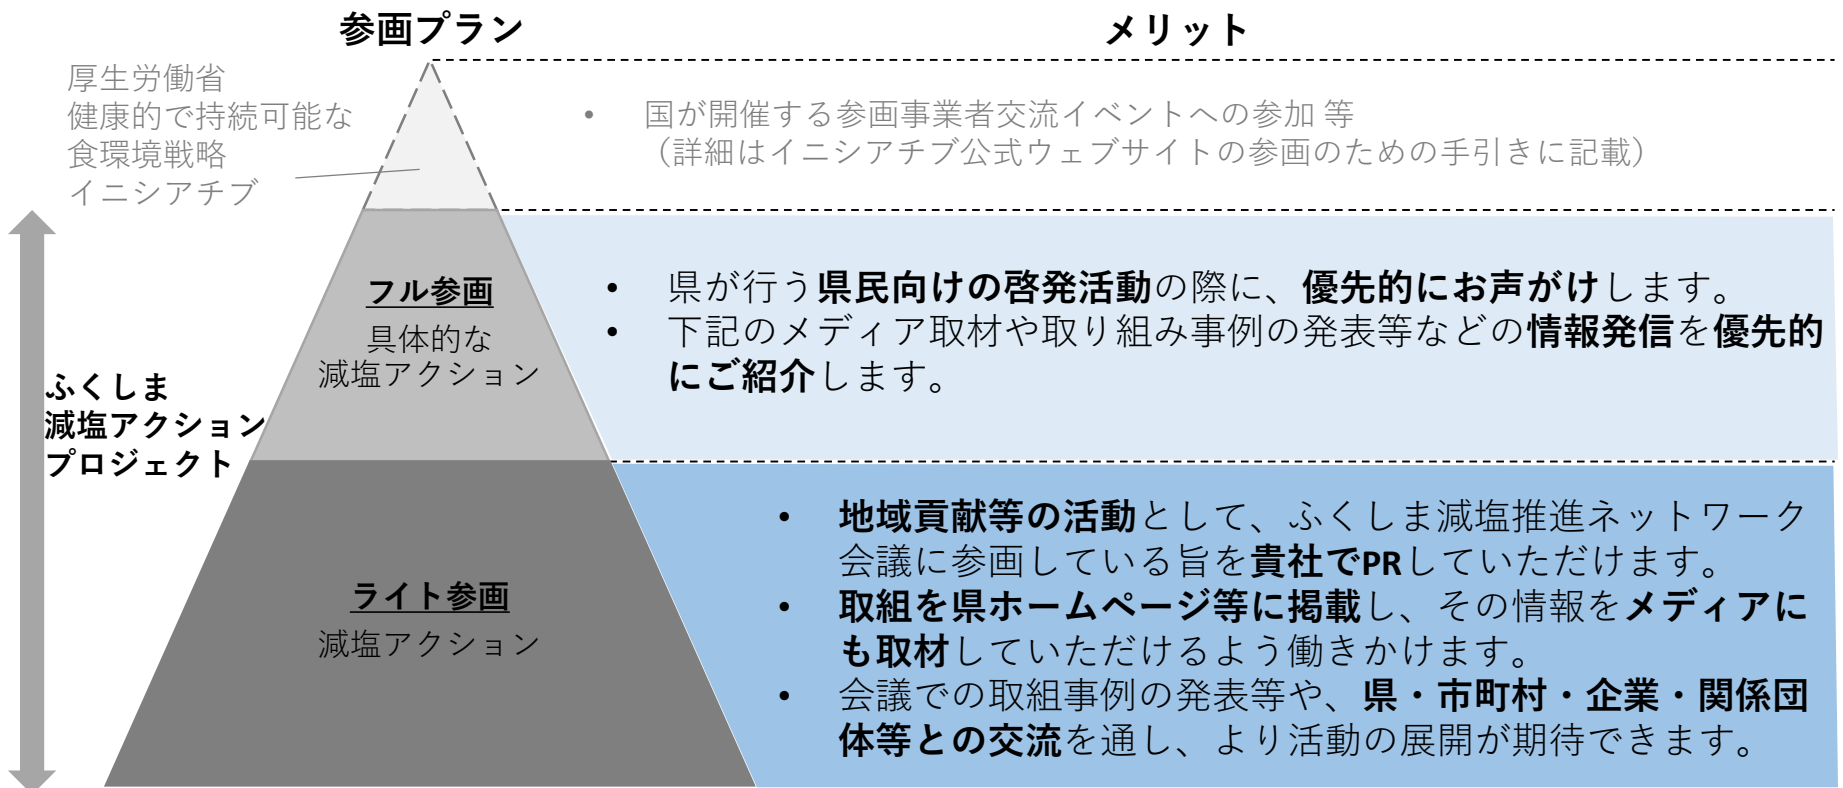 参画プラン
メリット
厚生労働省
健康的で持続可能な
食環境戦略
イニシアチブ
• 国が開催する参画事業者交流イベントへの参加 等
（詳細はイニシアチブ公式ウェブサイトの参画のための手引きに記載）
ふくしま
減塩アクション
プロジェクト
フル参画
具体的な
減塩アクション
• 県が行う県民向けの啓発活動の際に、優先的にお声がけします。
• 下記のメディア取材や取り組み事例の発表等などの情報発信を優先的
にご紹介します。
ライト参画
減塩アクション
• 地域貢献等の活動として、ふくしま減塩推進ネットワーク
会議に参画している旨を貴社でPRしていただけます。
• 取組を県ホームページ等に掲載し、その情報をメディアに
も取材していただけるよう働きかけます。
• 会議での取組事例の発表等や、県・市町村・企業・関係団
体等との交流を通し、より活動の展開が期待できます。